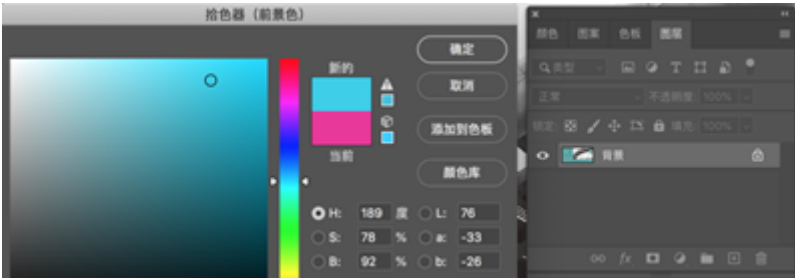 拾色器（前景色）
新的
当前
确定
取消
添加到色板
颜色库
H: 189 度
S: 78 %
B: 92 %
L: 76
a: -33
b: -26
颜色 图案 色板 图层
类型
正常 不透明度: 100%
锁定: 填充: 100%
背景
fx